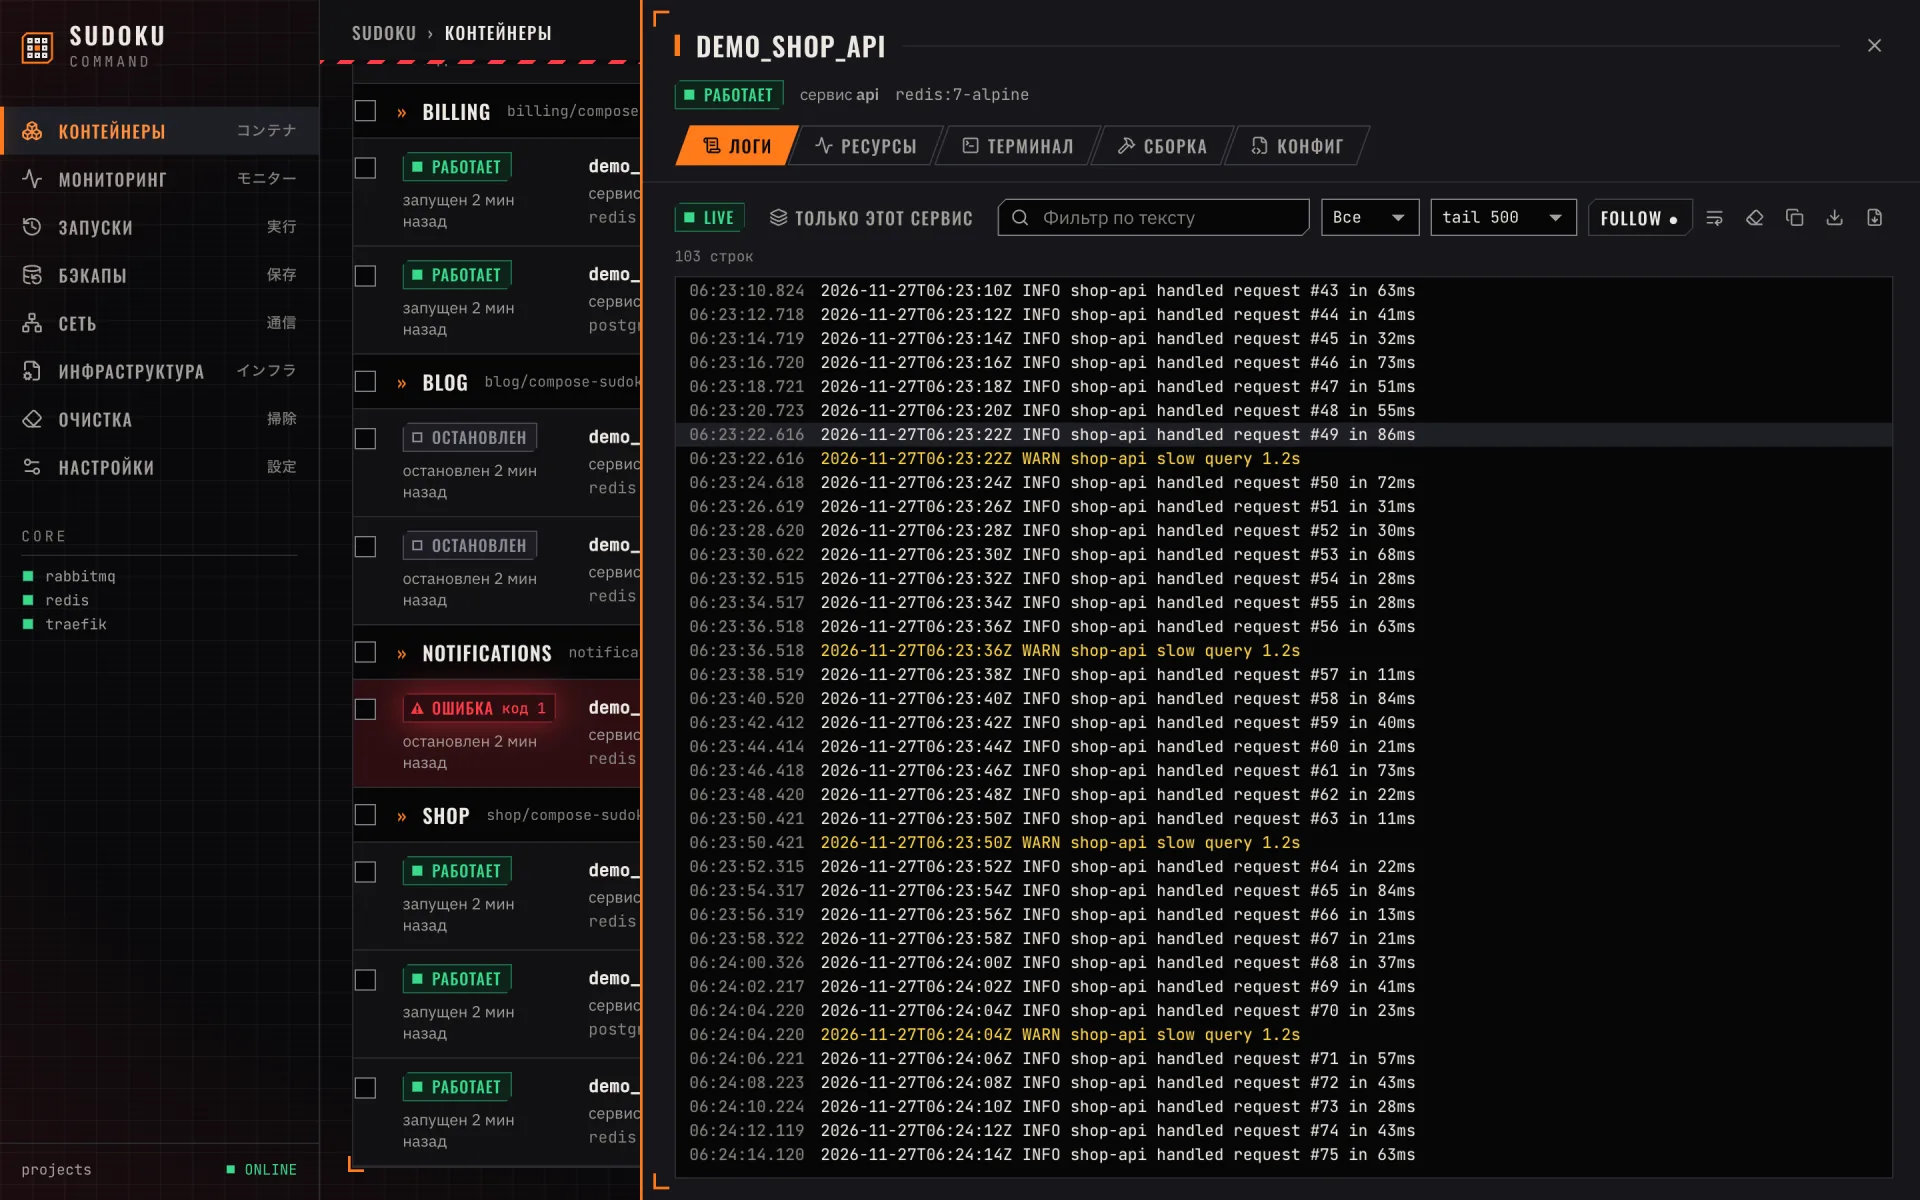 SUDOKU
COMMAND
КОНТЕЙНЕРЫ コンテナ
МОНИТОРИНГ モニター
ЗАПУСКИ 実行
БЭКАПЫ 保存
СЕТЬ 通信
ИНФРАСТРУКТУРА インフラ
ОЧИСТКА 掃除
НАСТРОЙКИ 設定
CORE
rabbitmq
redis
traefik
projects ONLINE
SUDOKU › КОНТЕЙНЕРЫ
» BILLING billing/compose
РАБОТАЕТ demo_
запущен 2 мин назад
сервис
redis
РАБОТАЕТ demo_
запущен 2 мин назад
сервис
postgr
» BLOG blog/compose-sudok
ОСТАНОВЛЕН demo_
остановлен 2 мин назад
сервис
redis
ОСТАНОВЛЕН demo_
остановлен 2 мин назад
сервис
redis
» NOTIFICATIONS notifica
ОШИБКА код 1 demo_
остановлен 2 мин назад
сервис
redis
» SHOP shop/compose-sudok
РАБОТАЕТ demo_
запущен 2 мин назад
сервис
redis
РАБОТАЕТ demo_
запущен 2 мин назад
сервис
postgr
РАБОТАЕТ demo_
запущен 2 мин назад
сервис
redis
DEMO_SHOP_API
РАБОТАЕТ сервис api redis:7-alpine
ЛОГИ РЕСУРСЫ ТЕРМИНАЛ СБОРКА КОНФИГ
LIVE ТОЛЬКО ЭТОТ СЕРВИС Фильтр по тексту Все tail 500 FOLLOW ●
103 строк
06:23:10.824 2026-11-27T06:23:10Z INFO shop-api handled request #43 in 63ms
06:23:12.718 2026-11-27T06:23:12Z INFO shop-api handled request #44 in 41ms
06:23:14.719 2026-11-27T06:23:14Z INFO shop-api handled request #45 in 32ms
06:23:16.720 2026-11-27T06:23:16Z INFO shop-api handled request #46 in 73ms
06:23:18.721 2026-11-27T06:23:18Z INFO shop-api handled request #47 in 51ms
06:23:20.723 2026-11-27T06:23:20Z INFO shop-api handled request #48 in 55ms
06:23:22.616 2026-11-27T06:23:22Z INFO shop-api handled request #49 in 86ms
06:23:22.616 2026-11-27T06:23:22Z WARN shop-api slow query 1.2s
06:23:24.618 2026-11-27T06:23:24Z INFO shop-api handled request #50 in 72ms
06:23:26.619 2026-11-27T06:23:26Z INFO shop-api handled request #51 in 31ms
06:23:28.620 2026-11-27T06:23:28Z INFO shop-api handled request #52 in 30ms
06:23:30.622 2026-11-27T06:23:30Z INFO shop-api handled request #53 in 68ms
06:23:32.515 2026-11-27T06:23:32Z INFO shop-api handled request #54 in 28ms
06:23:34.517 2026-11-27T06:23:34Z INFO shop-api handled request #55 in 28ms
06:23:36.518 2026-11-27T06:23:36Z INFO shop-api handled request #56 in 63ms
06:23:36.518 2026-11-27T06:23:36Z WARN shop-api slow query 1.2s
06:23:38.519 2026-11-27T06:23:38Z INFO shop-api handled request #57 in 11ms
06:23:40.520 2026-11-27T06:23:40Z INFO shop-api handled request #58 in 84ms
06:23:42.412 2026-11-27T06:23:42Z INFO shop-api handled request #59 in 40ms
06:23:44.414 2026-11-27T06:23:44Z INFO shop-api handled request #60 in 21ms
06:23:46.418 2026-11-27T06:23:46Z INFO shop-api handled request #61 in 73ms
06:23:48.420 2026-11-27T06:23:48Z INFO shop-api handled request #62 in 22ms
06:23:50.421 2026-11-27T06:23:50Z INFO shop-api handled request #63 in 11ms
06:23:50.421 2026-11-27T06:23:50Z WARN shop-api slow query 1.2s
06:23:52.315 2026-11-27T06:23:52Z INFO shop-api handled request #64 in 22ms
06:23:54.317 2026-11-27T06:23:54Z INFO shop-api handled request #65 in 84ms
06:23:56.319 2026-11-27T06:23:56Z INFO shop-api handled request #66 in 13ms
06:23:58.322 2026-11-27T06:23:58Z INFO shop-api handled request #67 in 21ms
06:24:00.326 2026-11-27T06:24:00Z INFO shop-api handled request #68 in 37ms
06:24:02.217 2026-11-27T06:24:02Z INFO shop-api handled request #69 in 41ms
06:24:04.220 2026-11-27T06:24:04Z INFO shop-api handled request #70 in 23ms
06:24:04.220 2026-11-27T06:24:04Z WARN shop-api slow query 1.2s
06:24:06.221 2026-11-27T06:24:06Z INFO shop-api handled request #71 in 57ms
06:24:08.223 2026-11-27T06:24:08Z INFO shop-api handled request #72 in 43ms
06:24:10.224 2026-11-27T06:24:10Z INFO shop-api handled request #73 in 28ms
06:24:12.119 2026-11-27T06:24:12Z INFO shop-api handled request #74 in 43ms
06:24:14.120 2026-11-27T06:24:14Z INFO shop-api handled request #75 in 63ms